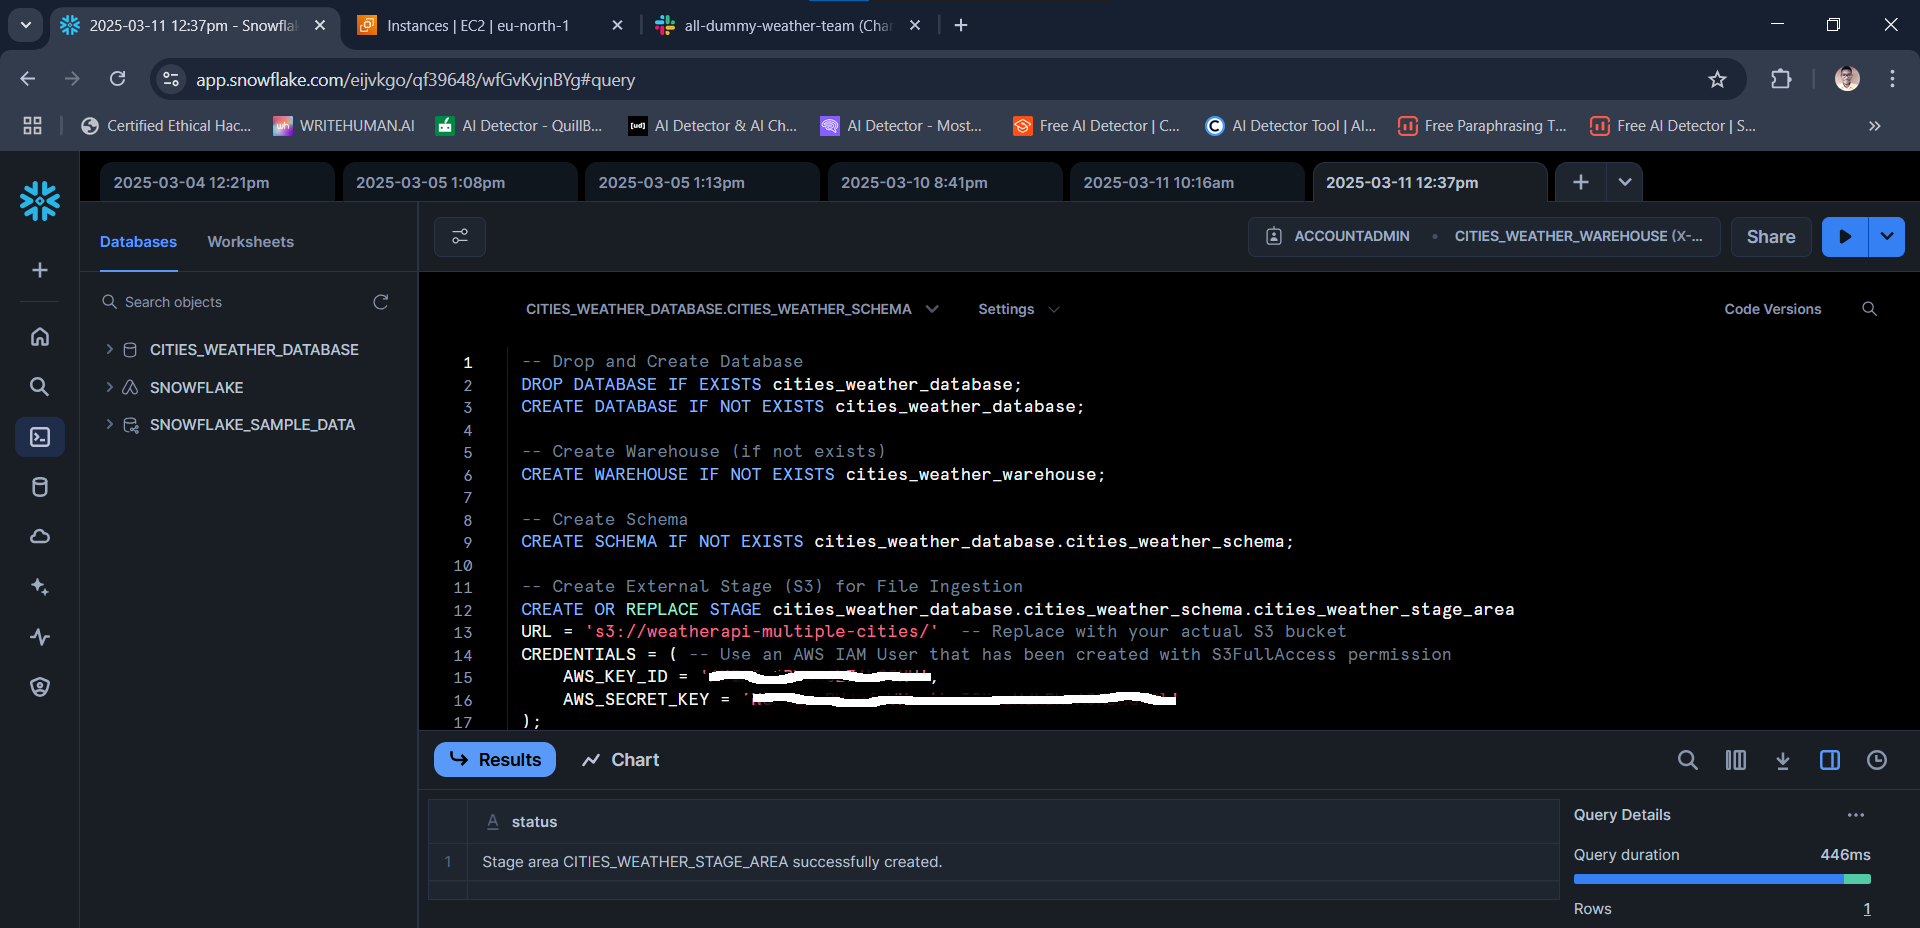 2025-03-11 12:37pm - Snowfla
Instances | EC2 | eu-north-1
all-dummy-weather-team (Char
app.snowflake.com/eijvkgo/qf39648/wfGvKvjnBYg#query
Certified Ethical Hac...
WRITEHUMAN.AI
AI Detector - QuillB...
AI Detector & AI Ch...
AI Detector - Most...
Free AI Detector | C...
AI Detector Tool | AI...
Free Paraphrasing T...
Free AI Detector | S...
2025-03-04 12:21pm
2025-03-05 1:08pm
2025-03-05 1:13pm
2025-03-10 8:41pm
2025-03-11 10:16am
2025-03-11 12:37pm
Databases
Worksheets
ACCOUNTADMIN
CITIES_WEATHER_WAREHOUSE (X-...
Share
Search objects
CITIES_WEATHER_DATABASE
SNOWFLAKE
SNOWFLAKE_SAMPLE_DATA
CITIES_WEATHER_DATABASE.CITIES_WEATHER_SCHEMA
Settings
Code Versions
1 -- Drop and Create Database
2 DROP DATABASE IF EXISTS cities_weather_database;
3 CREATE DATABASE IF NOT EXISTS cities_weather_database;
4
5 -- Create Warehouse (if not exists)
6 CREATE WAREHOUSE IF NOT EXISTS cities_weather_warehouse;
7
8 -- Create Schema
9 CREATE SCHEMA IF NOT EXISTS cities_weather_database.cities_weather_schema;
10
11 -- Create External Stage (S3) for File Ingestion
12 CREATE OR REPLACE STAGE cities_weather_database.cities_weather_schema.cities_weather_stage_area
13 URL = 's3://weatherapi-multiple-cities/' -- Replace with your actual S3 bucket
14 CREDENTIALS = ( -- Use an AWS IAM User that has been created with S3FullAccess permission
15 AWS_KEY_ID = ' ',
16 AWS_SECRET_KEY = ' '
17 );
Results
Chart
status
1 Stage area CITIES_WEATHER_STAGE_AREA successfully created.
Query Details
Query duration
446ms
Rows
1